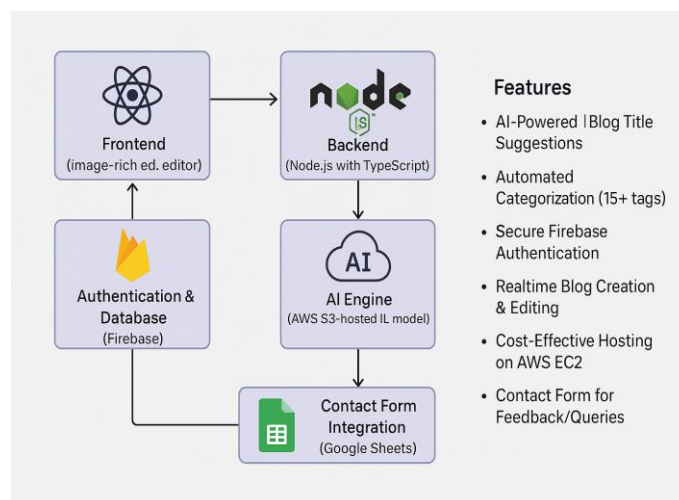 Frontend
(image-rich ed. editor)
node
JS
Backend
(Node.js with TypeScript)
Authentication &
Database
(Firebase)
AI
AI Engine
(AWS S3-hosted IL model)
Contact Form
Integration
(Google Sheets)
Features
• AI-Powered |Blog Title
Suggestions
• Automated
Categorization (15+ tags)
• Secure Firebase
Authentication
• Realtime Blog Creation
& Editing
• Cost-Effective Hosting
on AWS EC2
• Contact Form for
Feedback/Queries